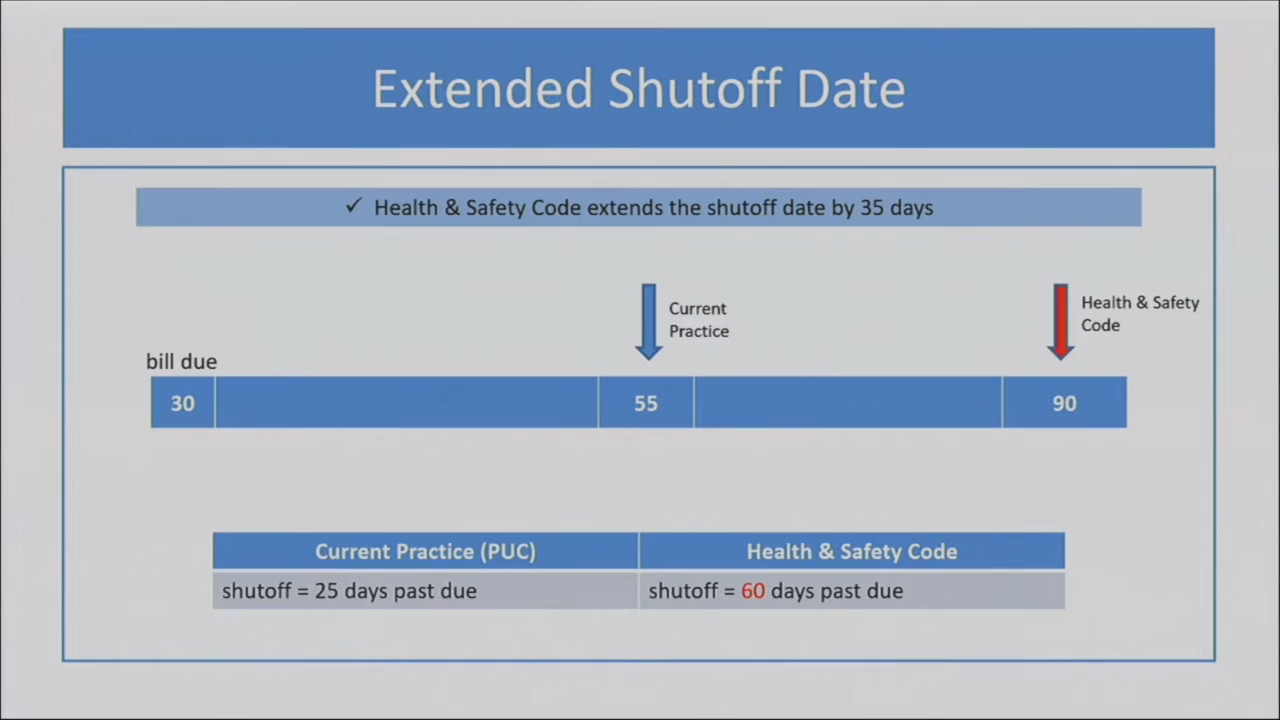 Extended Shutoff Date
✓ Health & Safety Code extends the shutoff date by 35 days
Current
Practice
Health & Safety
Code
bill due
30 55 90
Current Practice (PUC) Health & Safety Code
shutoff = 25 days past due shutoff = 60 days past due